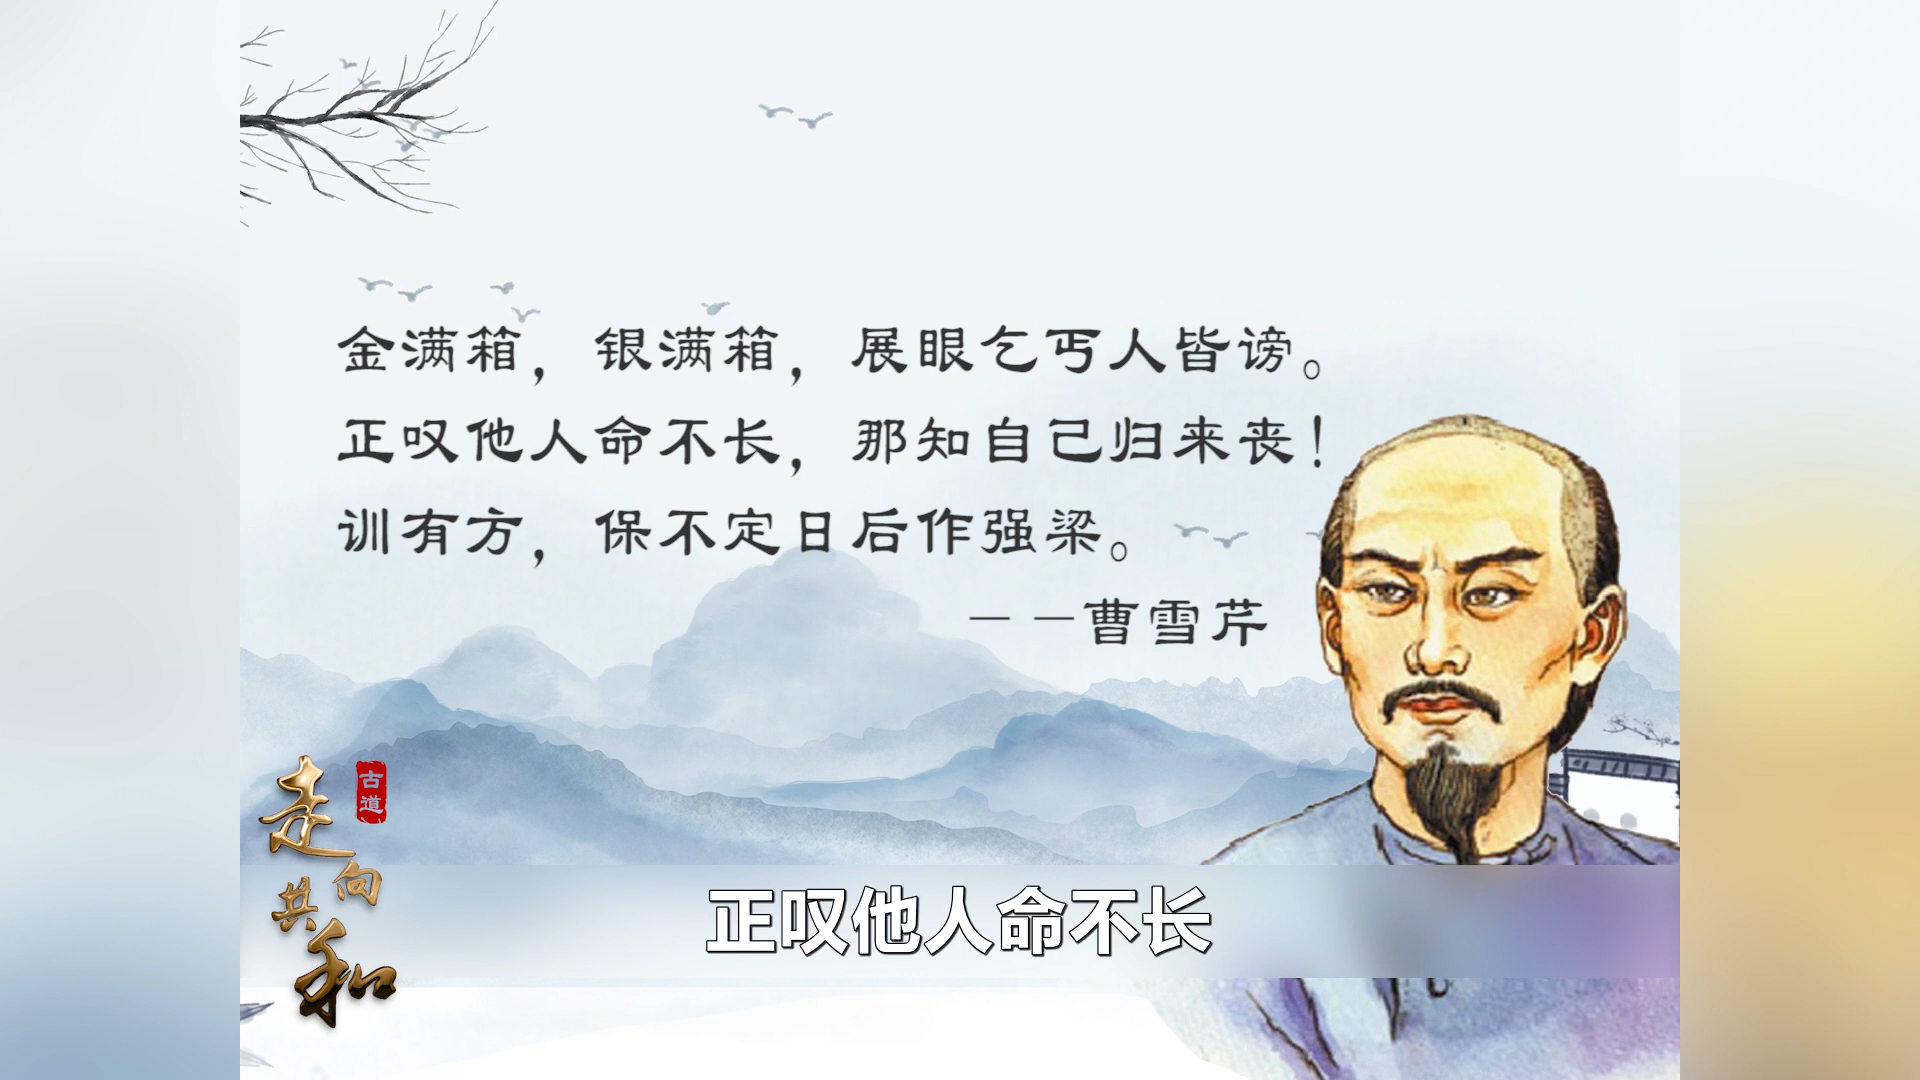 金满箱，银满箱，展眼乞丐人皆谤。
正叹他人命不长，那知自己归来丧！
训有方，保不定日后作强梁。
——曹雪芹
古道
走向共和
正叹他人命不长